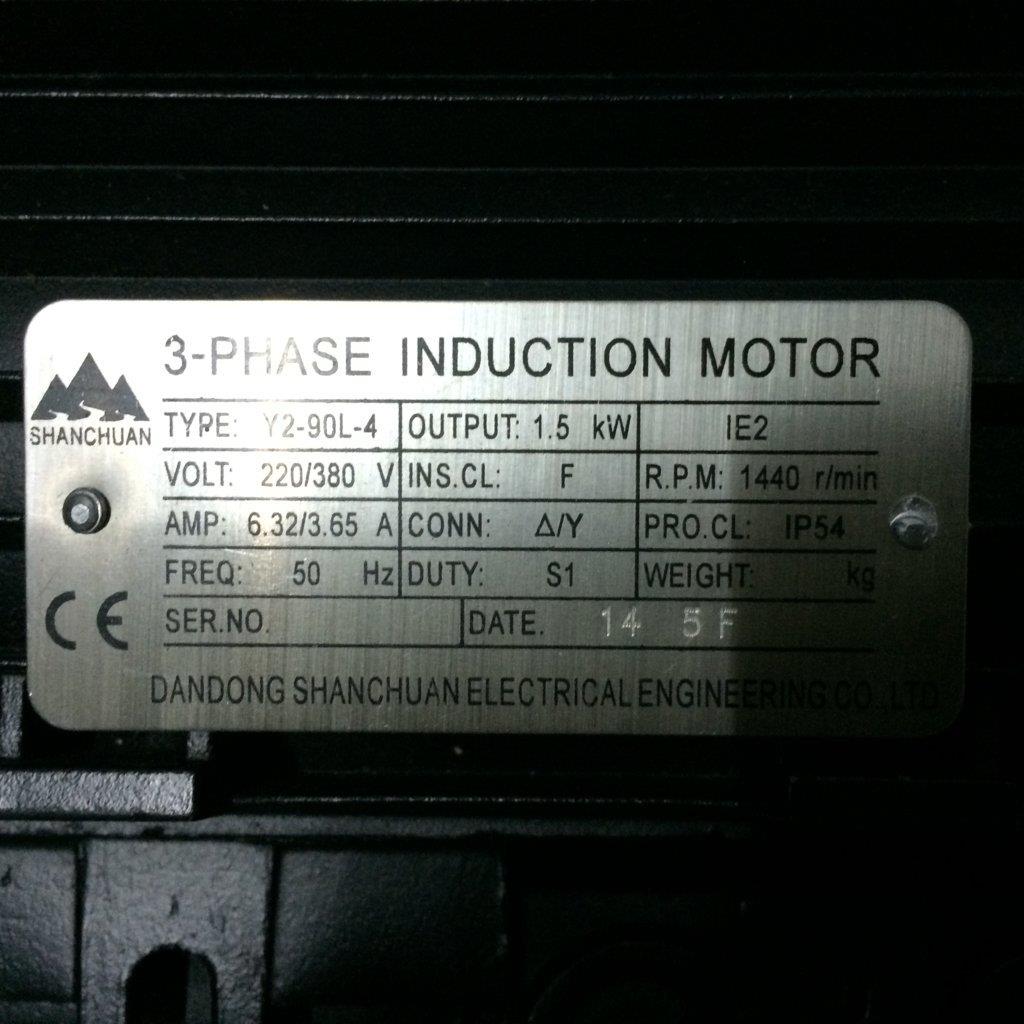 3-PHASE INDUCTION MOTOR
SHANCHUAN
TYPE: Y2-90L-4 OUTPUT: 1.5 kW IE2
VOLT: 220/380 V INS.CL: F R.P.M: 1440 r/min
AMP: 6.32/3.65 A CONN: Δ/Y PRO.CL: IP54
FREQ: 50 Hz DUTY: S1 WEIGHT: kg
CE SER.NO. DATE. 14 5F
DANDONG SHANCHUAN ELECTRICAL ENGINEERING CO.,LTD